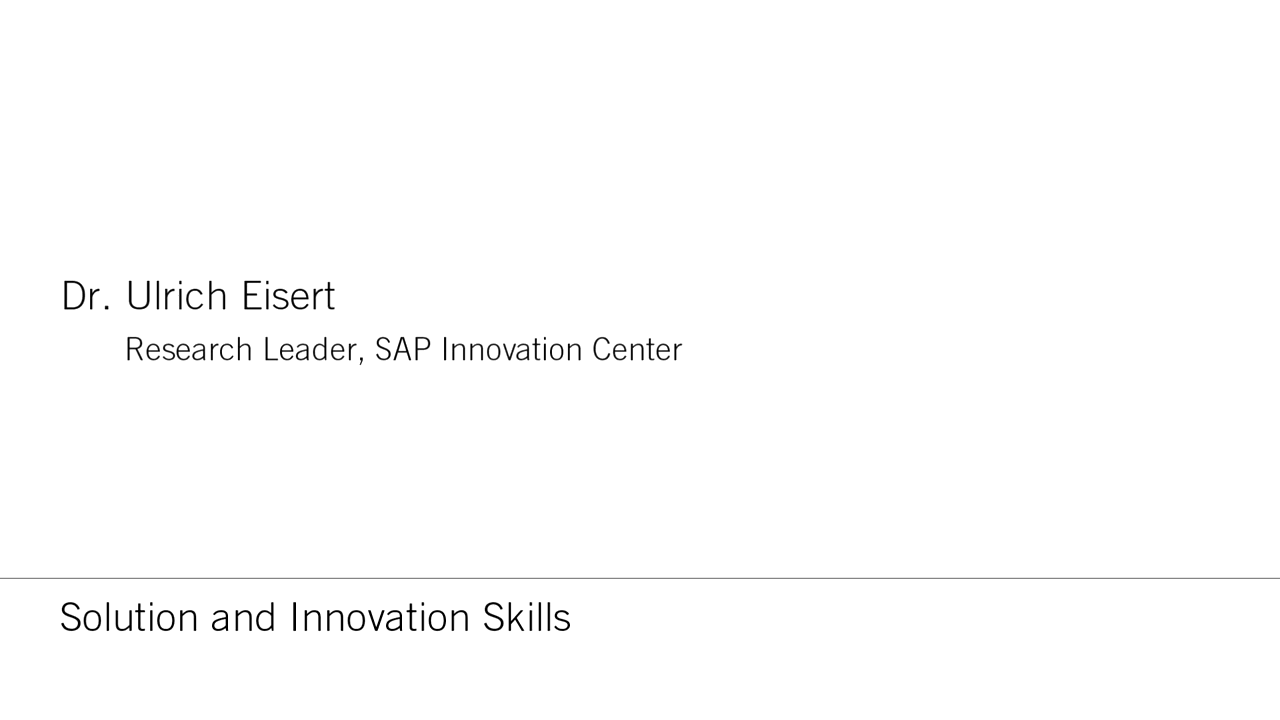 Dr. Ulrich Eisert
Research Leader, SAP Innovation Center
Solution and Innovation Skills